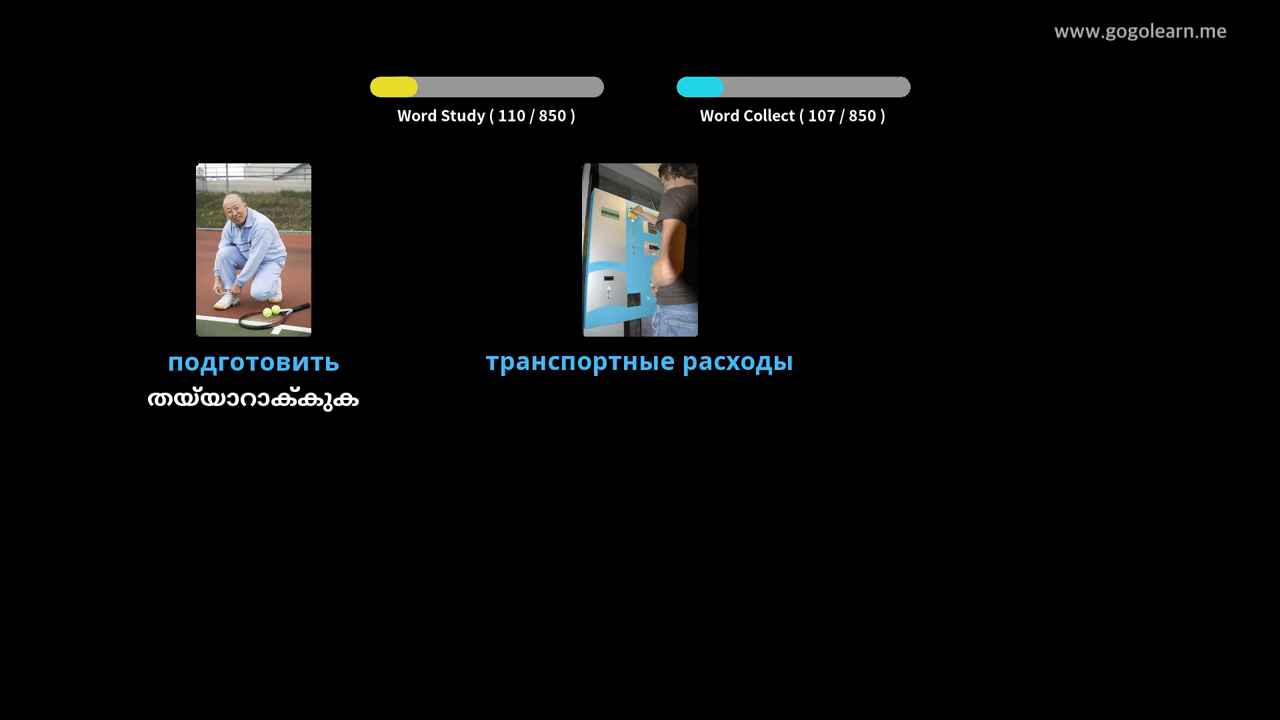 www.gogolearn.me
Word Study ( 110 / 850 )
Word Collect ( 107 / 850 )
подготовить
транспортные расходы
തയ്യാറാക്കുക